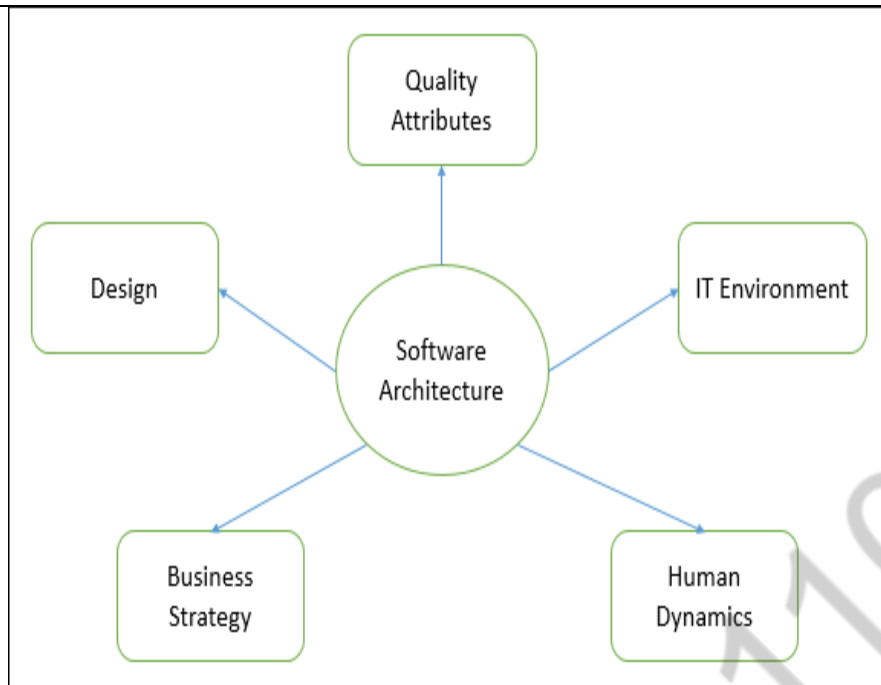 Quality
Attributes
Design
IT Environment
Software
Architecture
Business
Strategy
Human
Dynamics